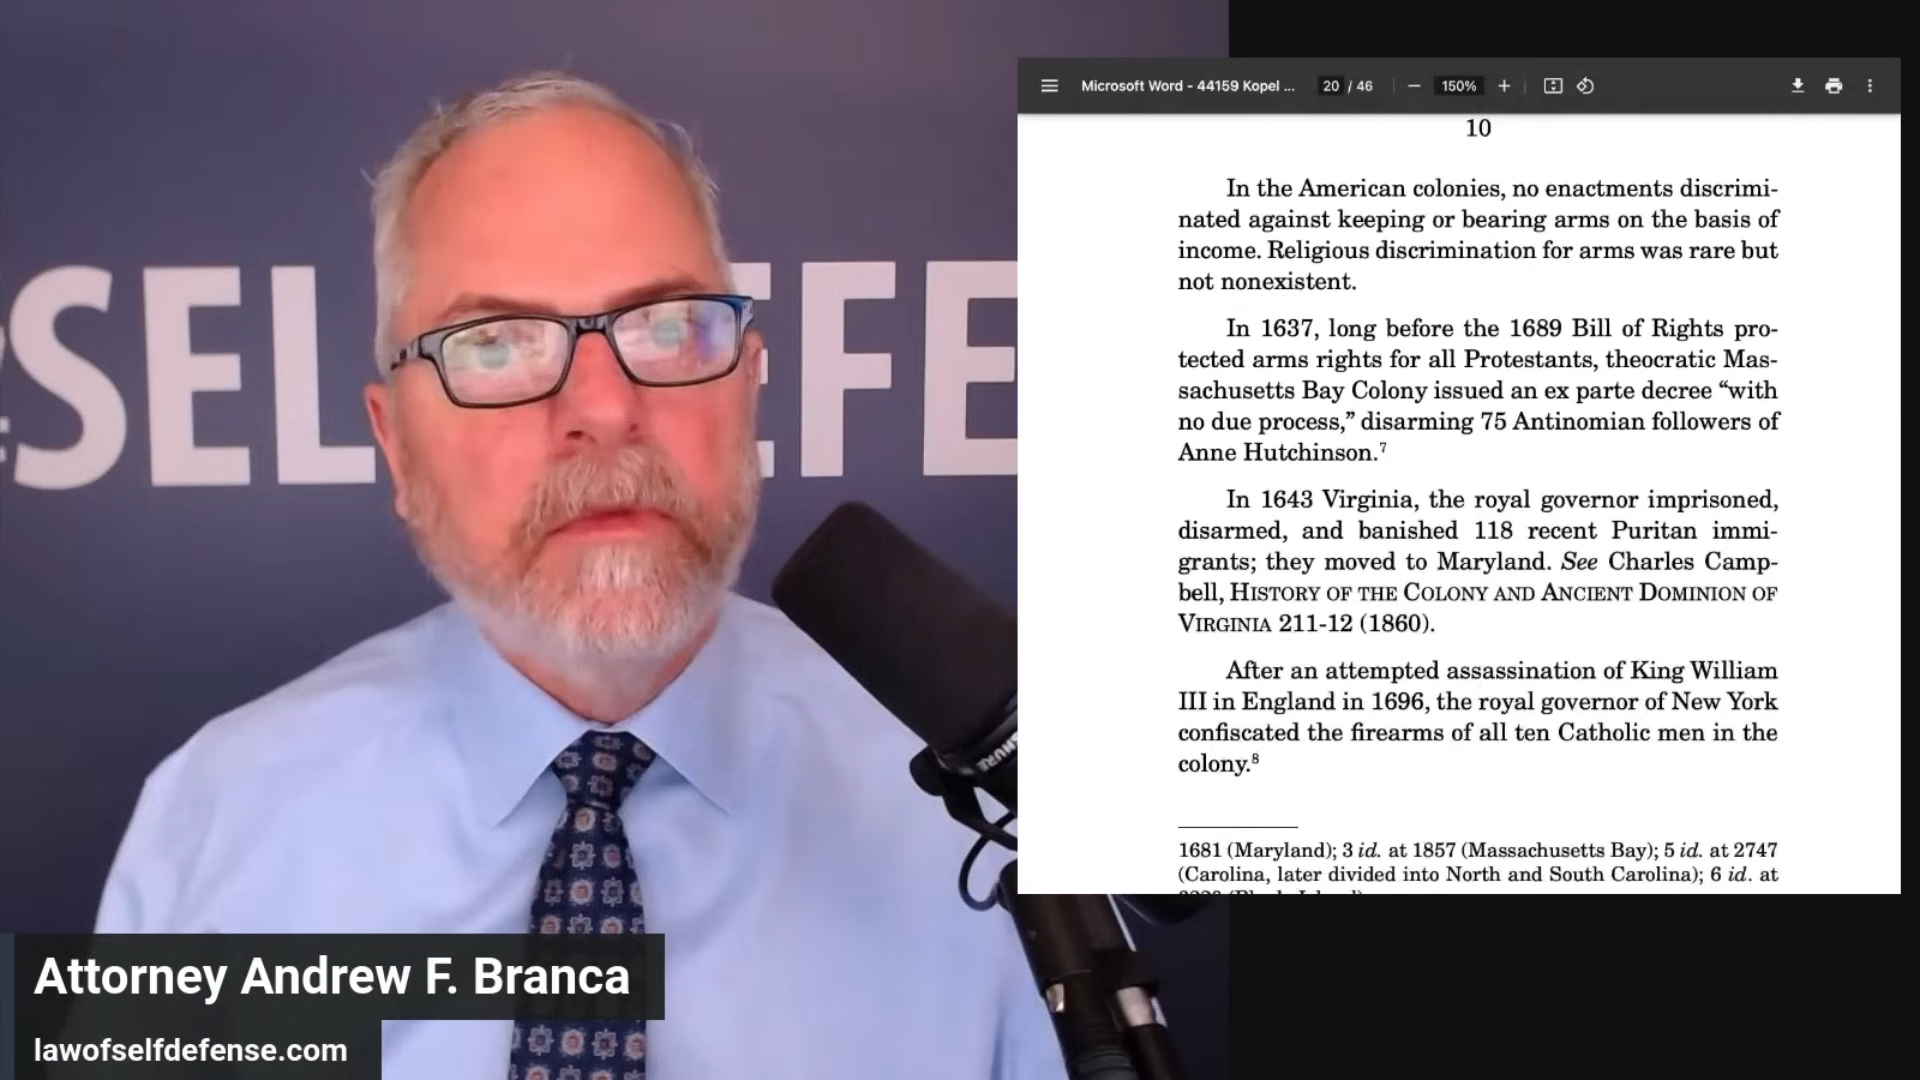 SEL
EFE
Microsoft Word - 44159 Kopel ...
20 / 46
150%
10
In the American colonies, no enactments discrimi-
nated against keeping or bearing arms on the basis of
income. Religious discrimination for arms was rare but
not nonexistent.
In 1637, long before the 1689 Bill of Rights pro-
tected arms rights for all Protestants, theocratic Mas-
sachusetts Bay Colony issued an ex parte decree “with
no due process,” disarming 75 Antinomian followers of
Anne Hutchinson.⁷
In 1643 Virginia, the royal governor imprisoned,
disarmed, and banished 118 recent Puritan immi-
grants; they moved to Maryland. See Charles Camp-
bell, HISTORY OF THE COLONY AND ANCIENT DOMINION OF
VIRGINIA 211-12 (1860).
After an attempted assassination of King William
III in England in 1696, the royal governor of New York
confiscated the firearms of all ten Catholic men in the
colony.⁸
1681 (Maryland); 3 id. at 1857 (Massachusetts Bay); 5 id. at 2747
(Carolina, later divided into North and South Carolina); 6 id. at
SHURE
Attorney Andrew F. Branca
lawofselfdefense.com